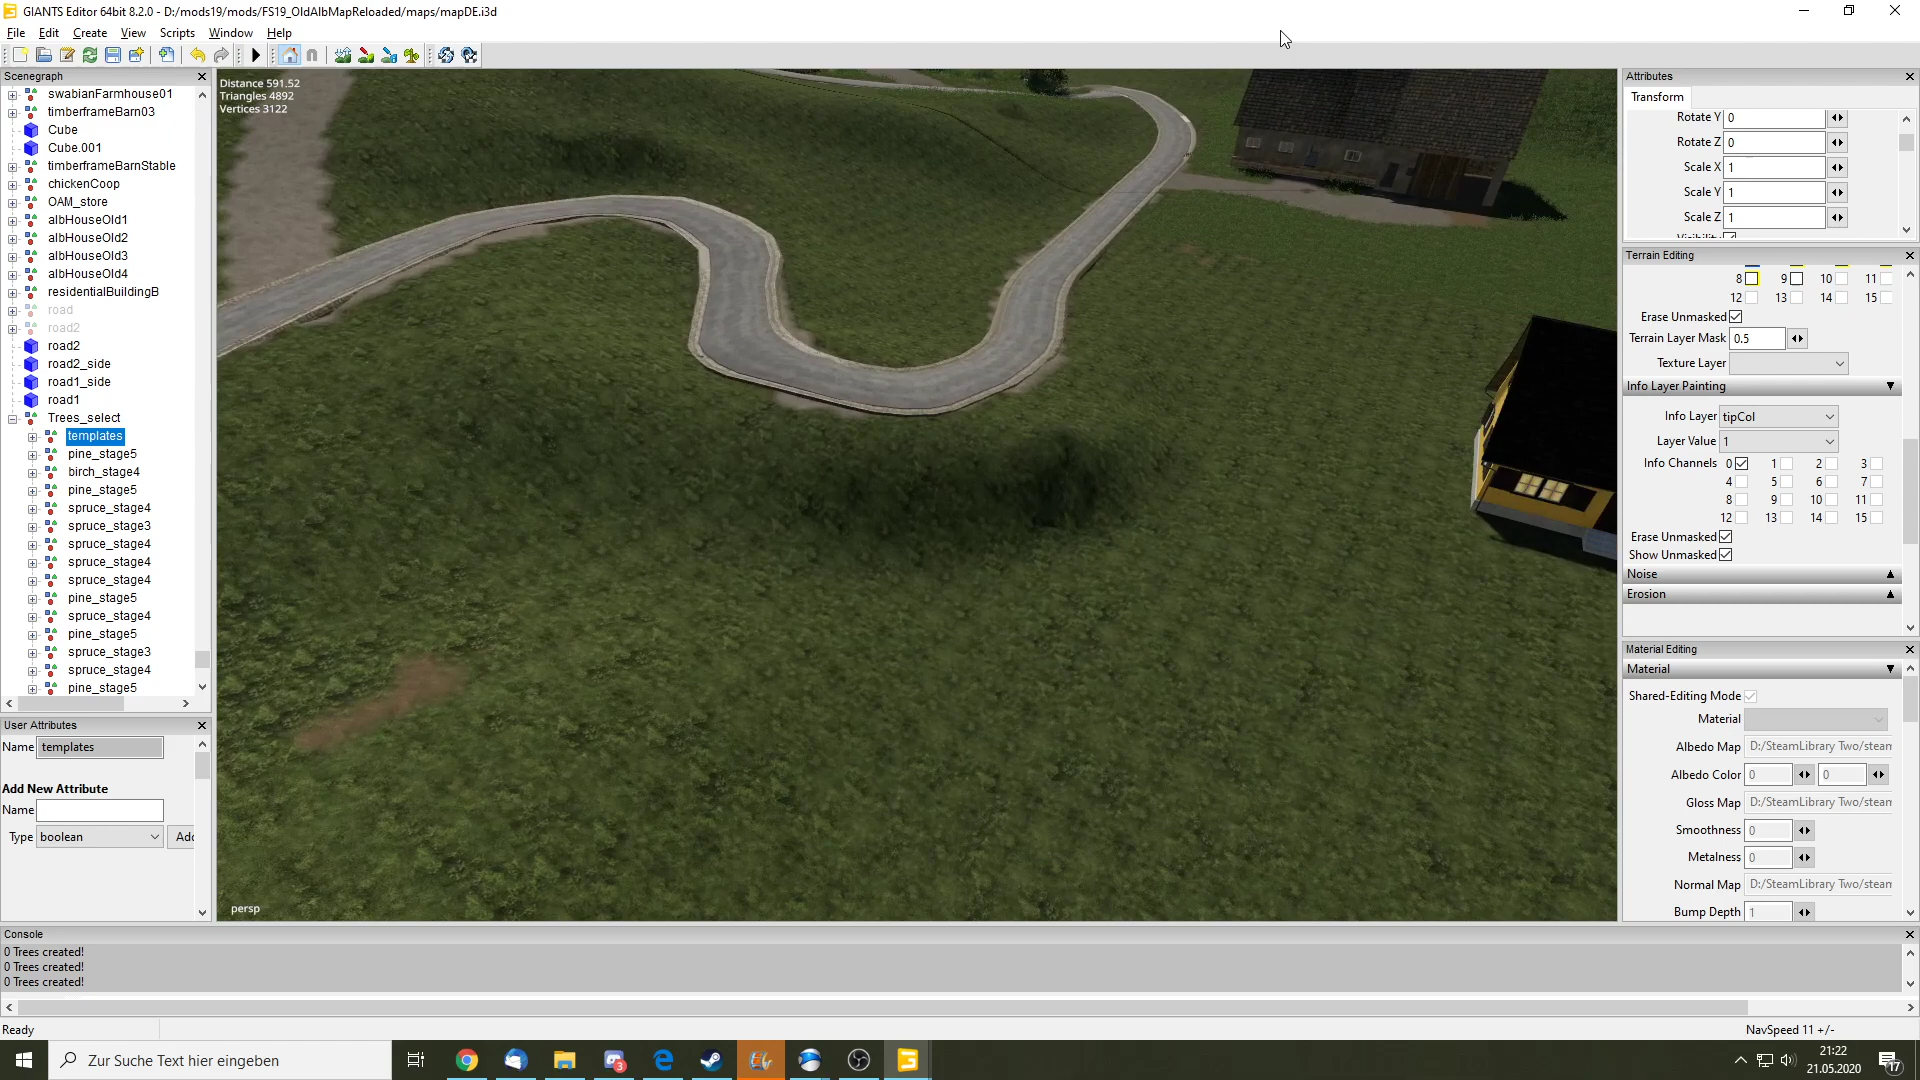 GIANTS Editor 64bit 8.2.0 - D:/mods19/mods/FS19_OldAlbMapReloaded/maps/mapDE.i3d
File Edit Create View Scripts Window Help
Scenegraph
swabianFarmhouse01
timberframeBarn03
Cube
Cube.001
timberframeBarnStable
chickenCoop
OAM_store
albHouseOld1
albHouseOld2
albHouseOld3
albHouseOld4
residentialBuildingB
road
road2
road2
road2_side
road1_side
road1
Trees_select
templates
pine_stage5
birch_stage4
pine_stage5
spruce_stage4
spruce_stage3
spruce_stage4
spruce_stage4
spruce_stage4
pine_stage5
spruce_stage4
pine_stage5
spruce_stage3
spruce_stage4
pine_stage5
User Attributes
Name templates
Add New Attribute
Name
Type boolean Add
Distance 591.52
Triangles 4892
Vertices 3122
persp
Attributes
Transform
Rotate Y 0
Rotate Z 0
Scale X 1
Scale Y 1
Scale Z 1
Visibility
Terrain Editing
8 9 10 11
12 13 14 15
Erase Unmasked
Terrain Layer Mask 0.5
Texture Layer
Info Layer Painting
Info Layer tipCol
Layer Value 1
Info Channels 0 1 2 3
4 5 6 7
8 9 10 11
12 13 14 15
Erase Unmasked
Show Unmasked
Noise
Erosion
Material Editing
Material
Shared-Editing Mode
Material
Albedo Map D:/SteamLibrary Two/steam
Albedo Color 0 0
Gloss Map D:/SteamLibrary Two/steam
Smoothness 0
Metalness 0
Normal Map D:/SteamLibrary Two/steam
Bump Depth 1
Console
0 Trees created!
0 Trees created!
0 Trees created!
Ready
NavSpeed 11 +/-
Zur Suche Text hier eingeben
3
21:22
21.05.2020
17